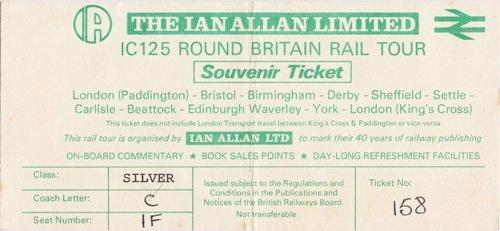 IA THE IAN ALLAN LIMITED
IC125 ROUND BRITAIN RAIL TOUR
Souvenir Ticket
London (Paddington) - Bristol - Birmingham - Derby - Sheffield - Settle -
Carlisle - Beattock - Edinburgh Waverley - York - London (King's Cross)
This ticket does not include London Transport travel between King's Cross & Paddington or vice-versa
This rail tour is organised by IAN ALLAN LTD to mark their 40 years of railway publishing
ON-BOARD COMMENTARY ★ BOOK SALES POINTS ★ DAY-LONG REFRESHMENT FACILITIES
Class: SILVER
Coach Letter: C
Seat Number: 1F
Issued subject to the Regulations and
Conditions in the Publications and
Notices of the British Railways Board.
Not transferable
Ticket No:
158